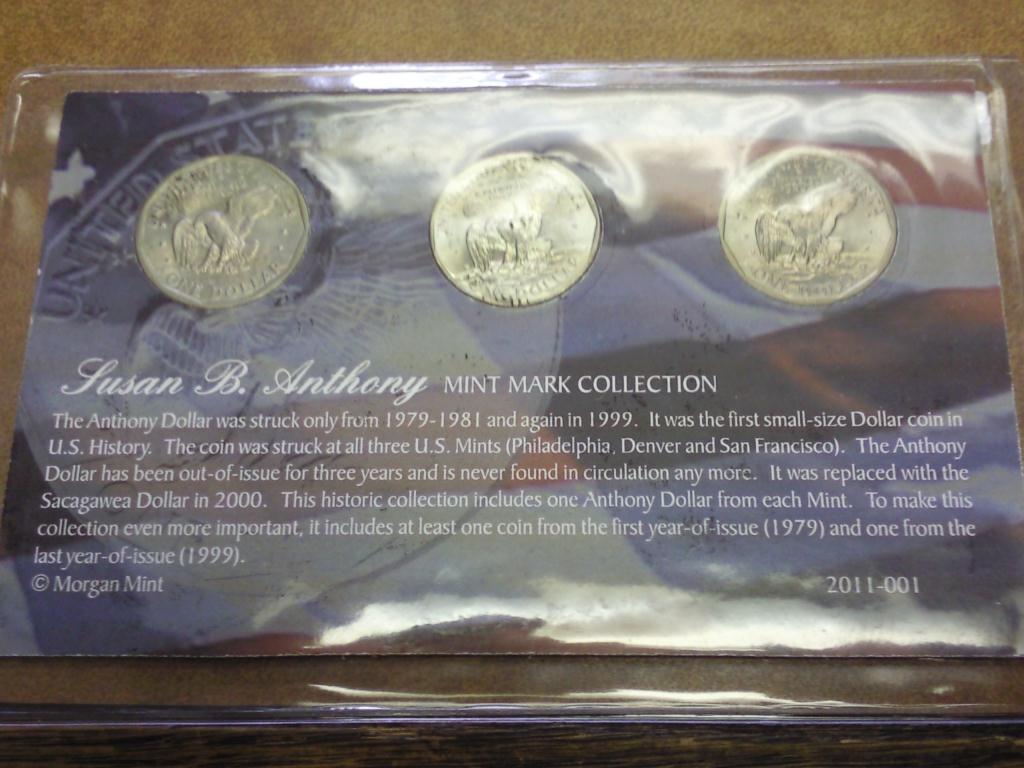 UNITED STATE
ONE DOLLAR
Susan B. Anthony MINT MARK COLLECTION
The Anthony Dollar was struck only from 1979-1981 and again in 1999. It was the first small-size Dollar coin in
U.S. History. The coin was struck at all three U.S. Mints (Philadelphia, Denver and San Francisco). The Anthony
Dollar has been out-of-issue for three years and is never found in circulation any more. It was replaced with the
Sacagawea Dollar in 2000. This historic collection includes one Anthony Dollar from each Mint. To make this
collection even more important, it includes at least one coin from the first year-of-issue (1979) and one from the
last year-of-issue (1999).
© Morgan Mint 2011-001